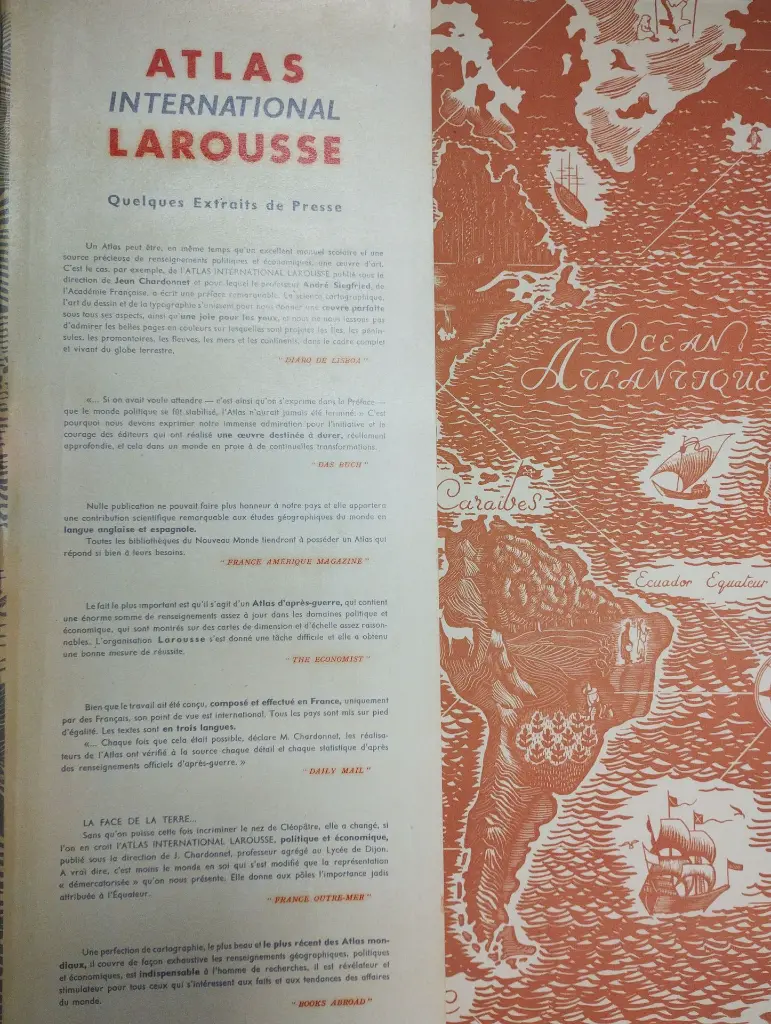 ATLAS
INTERNATIONAL
LAROUSSE
Quelques Extraits de Presse
Un Atlas peut être, en même temps qu'un excellent manuel scolaire et une
source précieuse de renseignements politiques et économiques, une œuvre d'art.
C'est le cas, par exemple, de l'ATLAS INTERNATIONAL LAROUSSE publié sous la
direction de Jean Chardonnet et pour lequel le professeur André Siegfried, de
l'Académie Française, a écrit une préface remarquable. La science cartographique,
l'art du dessin et de la typographie s'unissent pour nous donner une œuvre parfaite
sous tous ses aspects, ainsi qu'une joie pour les yeux, et nous ne nous lassons pas
d'admirer les belles pages en couleurs sur lesquelles sont projetés les îles, les pénin-
sules, les promontoires, les fleuves, les mers et les continents, dans le cadre complet
et vivant du globe terrestre.
" DIARO DE LISBOA "
«... Si on avait voulu attendre — c'est ainsi qu'on s'exprime dans la Préface —
que le monde politique se fût stabilisé, l'Atlas n'aurait jamais été terminé. » C'est
pourquoi nous devons exprimer notre immense admiration pour l'initiative et le
courage des éditeurs qui ont réalisé une œuvre destinée à durer, réellement
approfondie, et cela dans un monde en proie à de continuelles transformations.
" DAS BUCH "
Nulle publication ne pouvait faire plus honneur à notre pays et elle apportera
une contribution scientifique remarquable aux études géographiques du monde en
langue anglaise et espagnole.
Toutes les bibliothèques du Nouveau Monde tiendront à posséder un Atlas qui
répond si bien à leurs besoins.
" FRANCE AMÉRIQUE MAGAZINE "
Le fait le plus important est qu'il s'agit d'un Atlas d'après-guerre, qui contient
une énorme somme de renseignements assez à jour dans les domaines politique et
économique, qui sont montrés sur des cartes de dimension et d'échelle assez raison-
nables. L'organisation Larousse s'est donné une tâche difficile et elle a obtenu
une bonne mesure de réussite.
" THE ECONOMIST "
Bien que le travail ait été conçu, composé et effectué en France, uniquement
par des Français, son point de vue est international. Tous les pays sont mis sur pied
d'égalité. Les textes sont en trois langues.
«... Chaque fois que cela était possible, déclare M. Chardonnet, les réalisa-
teurs de l'Atlas ont vérifié à la source chaque détail et chaque statistique d'après
des renseignements officiels d'après-guerre. »
" DAILY MAIL "
LA FACE DE LA TERRE...
Sans qu'on puisse cette fois incriminer le nez de Cléopâtre, elle a changé, si
l'on en croit l'ATLAS INTERNATIONAL LAROUSSE, politique et économique,
publié sous la direction de J. Chardonnet, professeur agrégé au Lycée de Dijon.
A vrai dire, c'est moins le monde en soi qui s'est modifié que la représentation
« démercatorisée » qu'on nous présente. Elle donne aux pôles l'importance jadis
attribuée à l'Équateur.
" FRANCE OUTRE-MER "
Une perfection de cartographie, le plus beau et le plus récent des Atlas mon-
diaux, il couvre de façon exhaustive les renseignements géographiques, politiques
et économiques, est indispensable à l'homme de recherches, il est révélateur et
stimulateur pour tous ceux qui s'intéressent aux faits et aux tendances des affaires
du monde.
" BOOKS ABROAD "
OCEAN
ATLANTIQUE
Caraibes
Ecuador Equateur